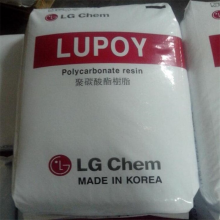 LG Chem
LUPOY
Polycarbonate resin
聚碳酸酯樹脂
LG Chem
MADE IN KOREA